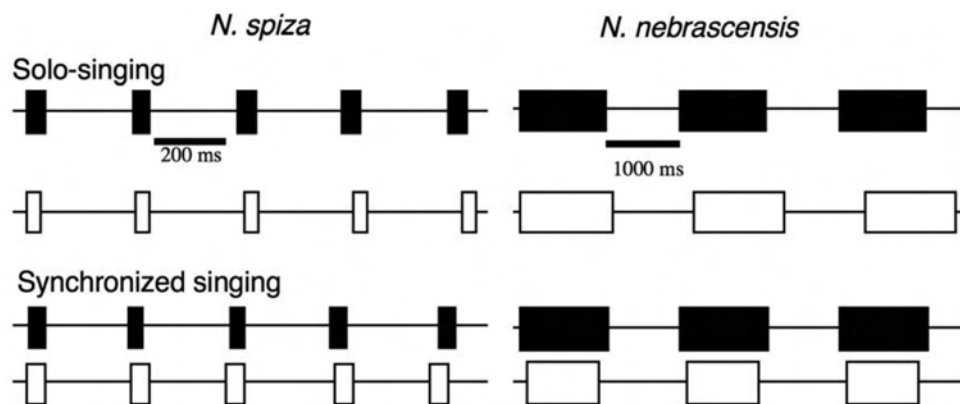 N. spiza
N. nebrascensis
Solo-singing
200 ms
1000 ms
Synchronized singing